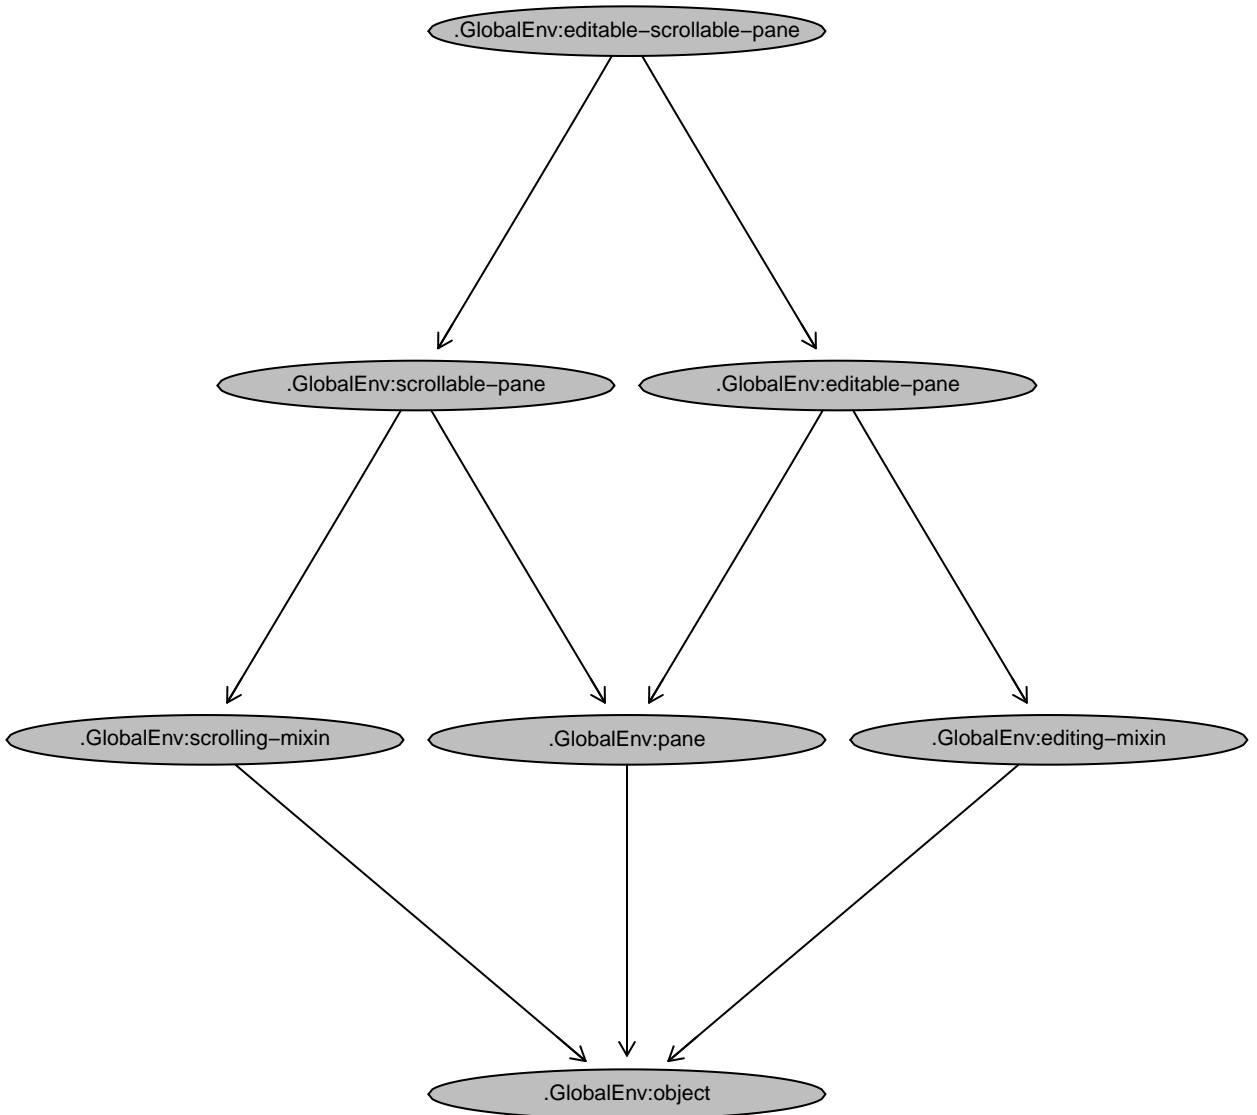 .GlobalEnv:editable−scrollable−pane
.GlobalEnv:scrollable−pane
.GlobalEnv:editable−pane
.GlobalEnv:scrolling−mixin
.GlobalEnv:pane
.GlobalEnv:editing−mixin
.GlobalEnv:object